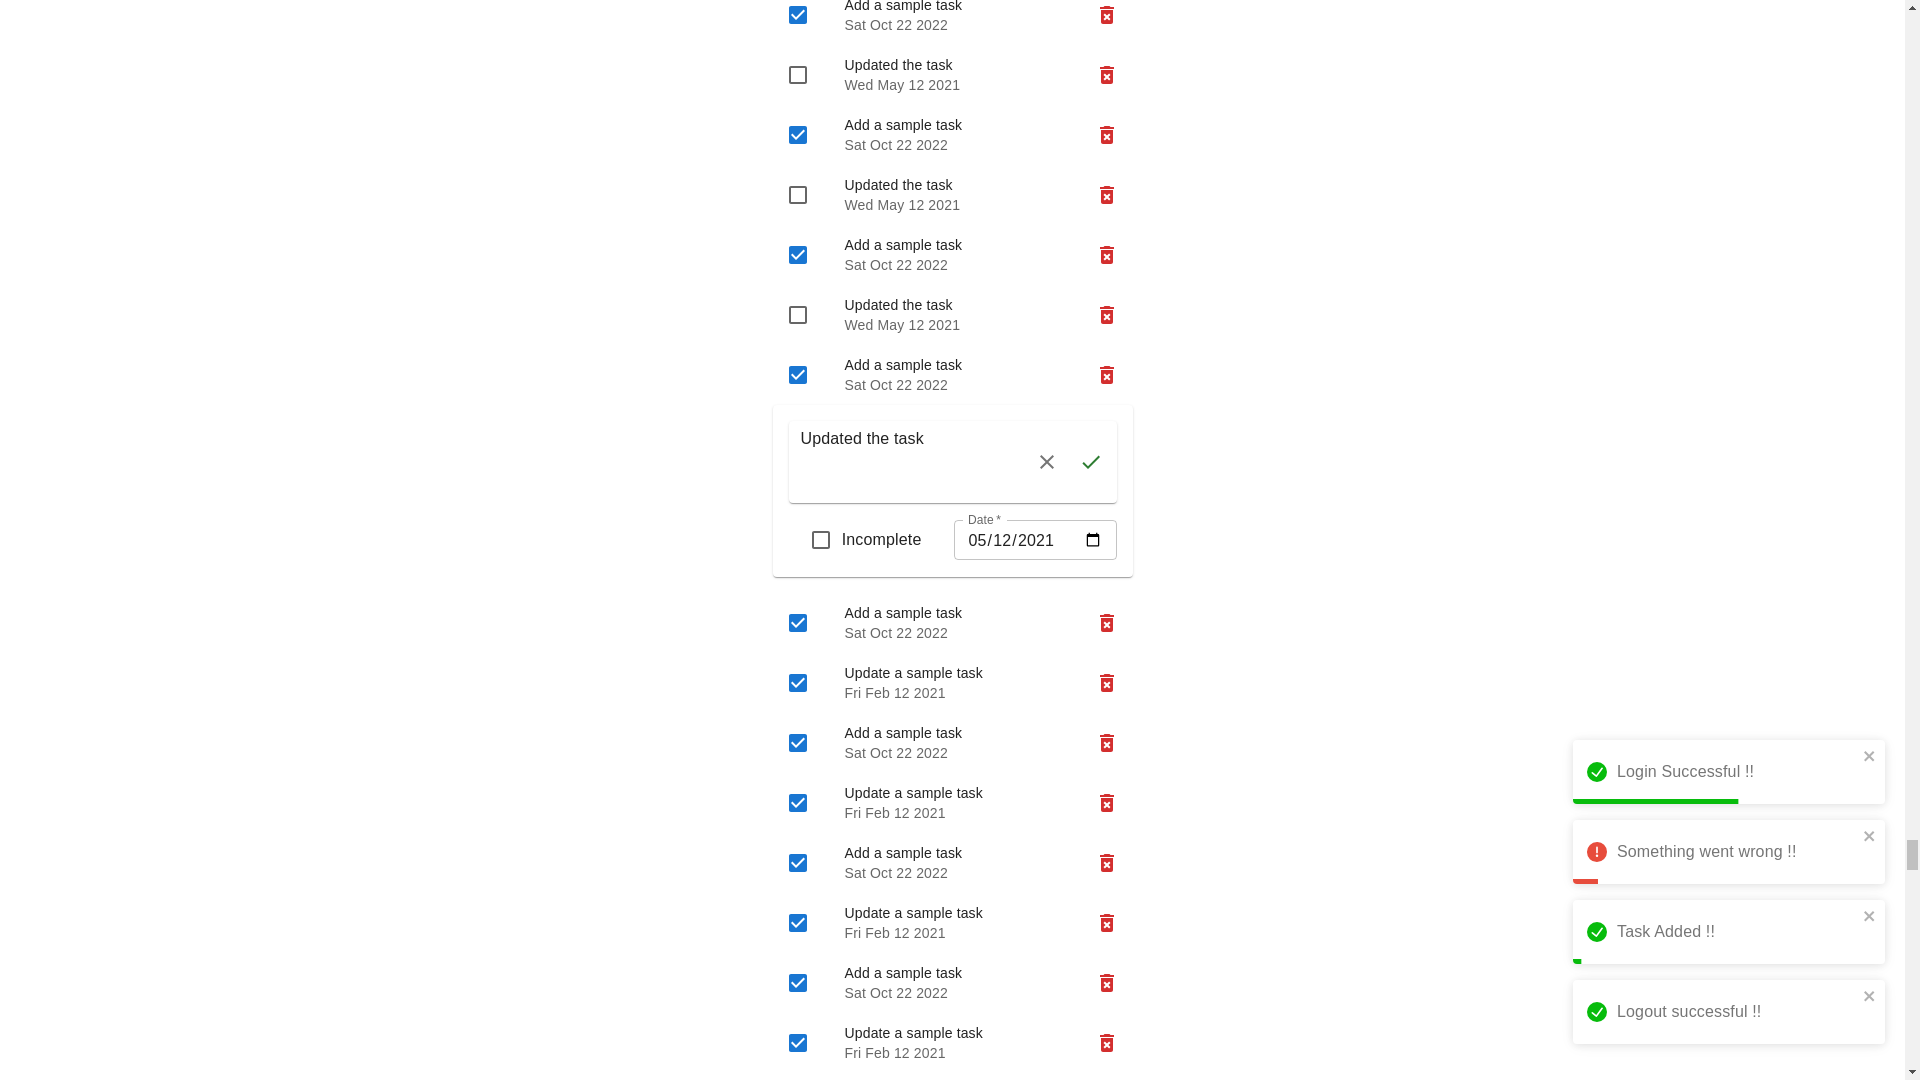 Add a sample task
Sat Oct 22 2022
Updated the task
Wed May 12 2021
Add a sample task
Sat Oct 22 2022
Updated the task
Wed May 12 2021
Add a sample task
Sat Oct 22 2022
Updated the task
Wed May 12 2021
Add a sample task
Sat Oct 22 2022
Updated the task
Date *
Incomplete
05/12/2021
Add a sample task
Sat Oct 22 2022
Update a sample task
Fri Feb 12 2021
Add a sample task
Sat Oct 22 2022
Update a sample task
Fri Feb 12 2021
Add a sample task
Sat Oct 22 2022
Update a sample task
Fri Feb 12 2021
Add a sample task
Sat Oct 22 2022
Update a sample task
Fri Feb 12 2021
Login Successful !!
Something went wrong !!
Task Added !!
Logout successful !!